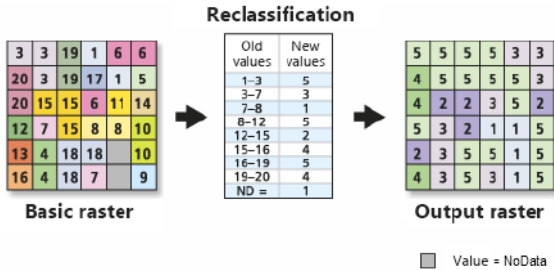 Reclassification
3 3 19 1 6 6
20 3 19 17 1 5
20 15 15 6 11 14
12 7 15 8 8 10
13 4 18 18 10
16 4 18 7 9
Basic raster
Old values New values
1–3 5
3–7 3
7–8 1
8–12 5
12–15 2
15–16 4
16–19 5
19–20 4
ND = 1
5 5 5 5 3 3
4 5 5 5 5 3
4 2 2 3 5 2
5 3 2 1 1 5
2 3 5 5 1 5
4 3 5 3 1 5
Output raster
Value = NoData